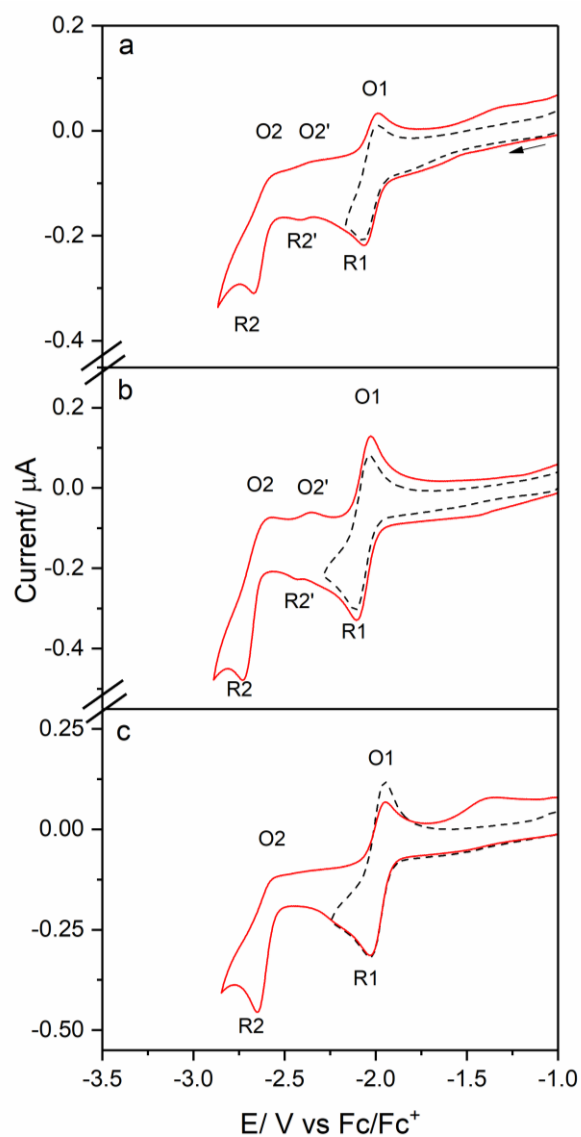 a
0.2
O1
O2 O2'
0.0
R2'
-0.2
R1
R2
-0.4
b
O1
0.2
O2 O2'
0.0
Current/ μA
-0.2
R2'
R1
-0.4
R2
0.25
c
O1
0.00
O2
-0.25
R1
R2
-0.50
-3.5 -3.0 -2.5 -2.0 -1.5 -1.0
E/ V vs Fc/Fc⁺